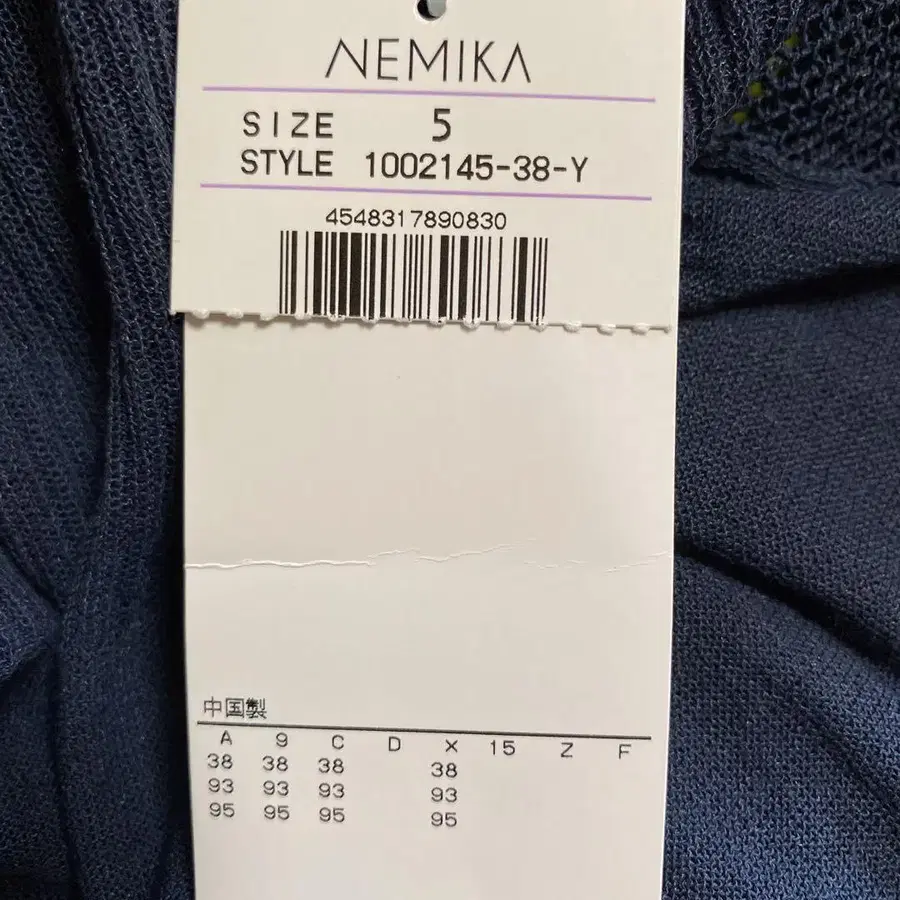 NEMIKA
SIZE 5
STYLE 1002145-38-Y
4548317890830
中国製
A 9 C D X 15 Z F
38 38 38 38
93 93 93 93
95 95 95 95